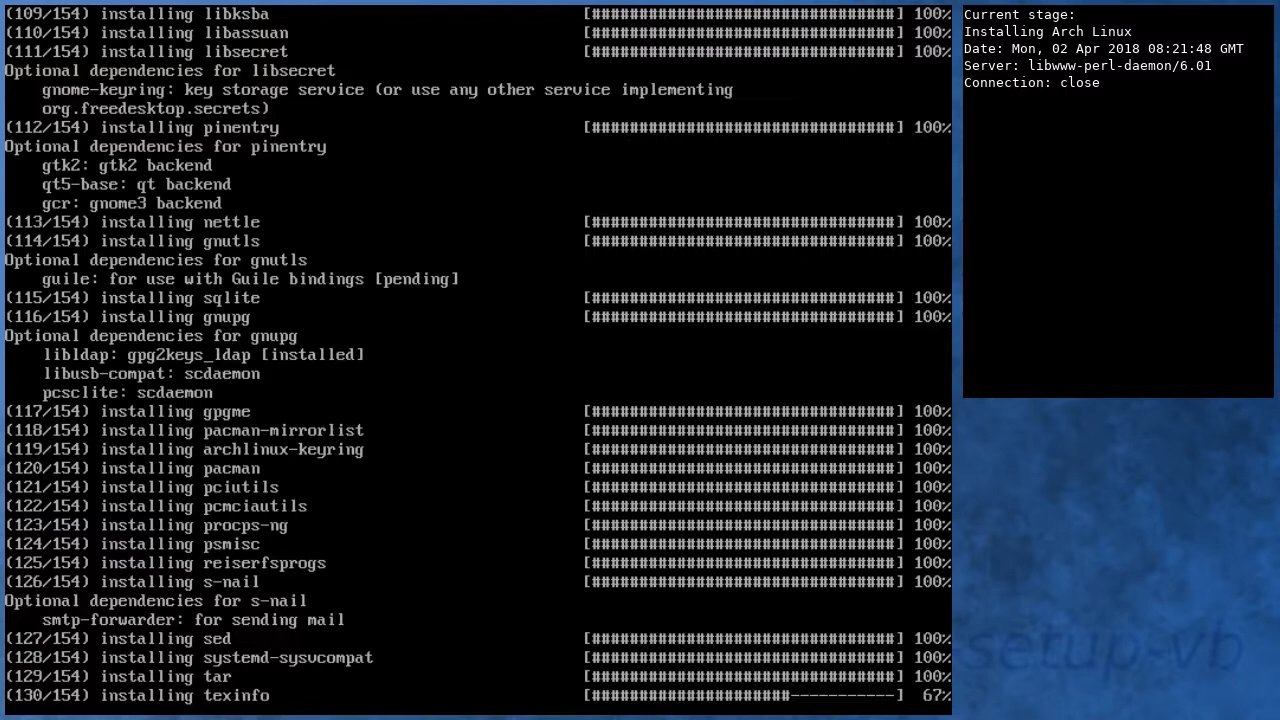 (109/154) installing libksba [################################] 100%
(110/154) installing libassuan [################################] 100%
(111/154) installing libsecret [################################] 100%
Optional dependencies for libsecret
gnome-keyring: key storage service (or use any other service implementing
org.freedesktop.secrets)
(112/154) installing pinentry [################################] 100%
Optional dependencies for pinentry
gtk2: gtk2 backend
qt5-base: qt backend
gcr: gnome3 backend
(113/154) installing nettle [################################] 100%
(114/154) installing gnutls [################################] 100%
Optional dependencies for gnutls
guile: for use with Guile bindings [pending]
(115/154) installing sqlite [################################] 100%
(116/154) installing gnupg [################################] 100%
Optional dependencies for gnupg
libldap: gpg2keys_ldap [installed]
libusb-compat: scdaemon
pcsclite: scdaemon
(117/154) installing gpgme [################################] 100%
(118/154) installing pacman-mirrorlist [################################] 100%
(119/154) installing archlinux-keyring [################################] 100%
(120/154) installing pacman [################################] 100%
(121/154) installing pciutils [################################] 100%
(122/154) installing pcmciautils [################################] 100%
(123/154) installing procps-ng [################################] 100%
(124/154) installing psmisc [################################] 100%
(125/154) installing reiserfsprogs [################################] 100%
(126/154) installing s-nail [################################] 100%
Optional dependencies for s-nail
smtp-forwarder: for sending mail
(127/154) installing sed [################################] 100%
(128/154) installing systemd-sysvcompat [################################] 100%
(129/154) installing tar [################################] 100%
(130/154) installing texinfo [#####################-----------] 67%
Current stage:
Installing Arch Linux
Date: Mon, 02 Apr 2018 08:21:48 GMT
Server: libwww-perl-daemon/6.01
Connection: close
setup-vb